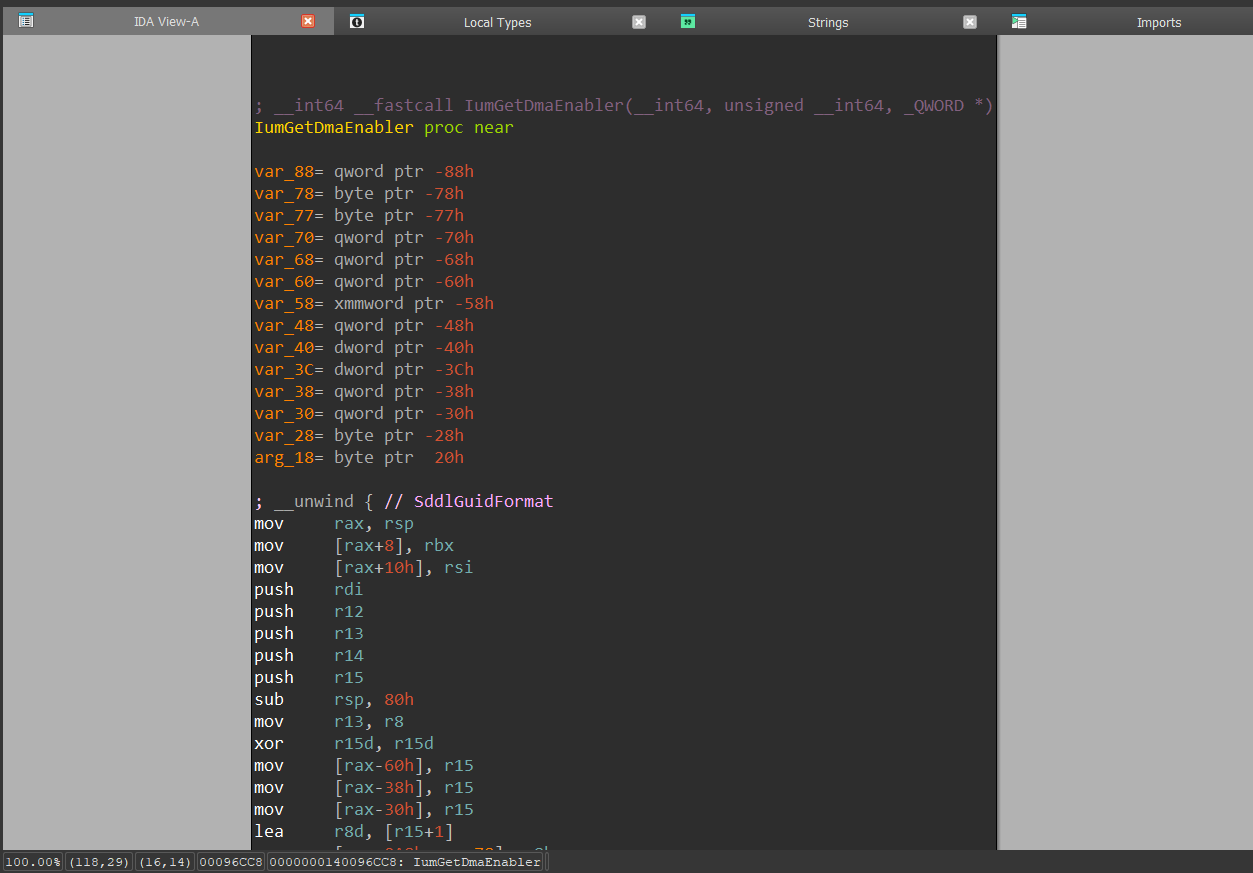 IDA View-A Local Types Strings Imports
; __int64 __fastcall IumGetDmaEnabler(__int64, unsigned __int64, _QWORD *)
IumGetDmaEnabler proc near
var_88= qword ptr -88h
var_78= byte ptr -78h
var_77= byte ptr -77h
var_70= qword ptr -70h
var_68= qword ptr -68h
var_60= qword ptr -60h
var_58= xmmword ptr -58h
var_48= qword ptr -48h
var_40= dword ptr -40h
var_3C= dword ptr -3Ch
var_38= qword ptr -38h
var_30= qword ptr -30h
var_28= byte ptr -28h
arg_18= byte ptr  20h
; __unwind { // SddlGuidFormat
mov     rax, rsp
mov     [rax+8], rbx
mov     [rax+10h], rsi
push    rdi
push    r12
push    r13
push    r14
push    r15
sub     rsp, 80h
mov     r13, r8
xor     r15d, r15d
mov     [rax-60h], r15
mov     [rax-38h], r15
mov     [rax-30h], r15
lea     r8d, [r15+1]
100.00% (118,29) (16,14) 00096CC8 0000000140096CC8: IumGetDmaEnabler